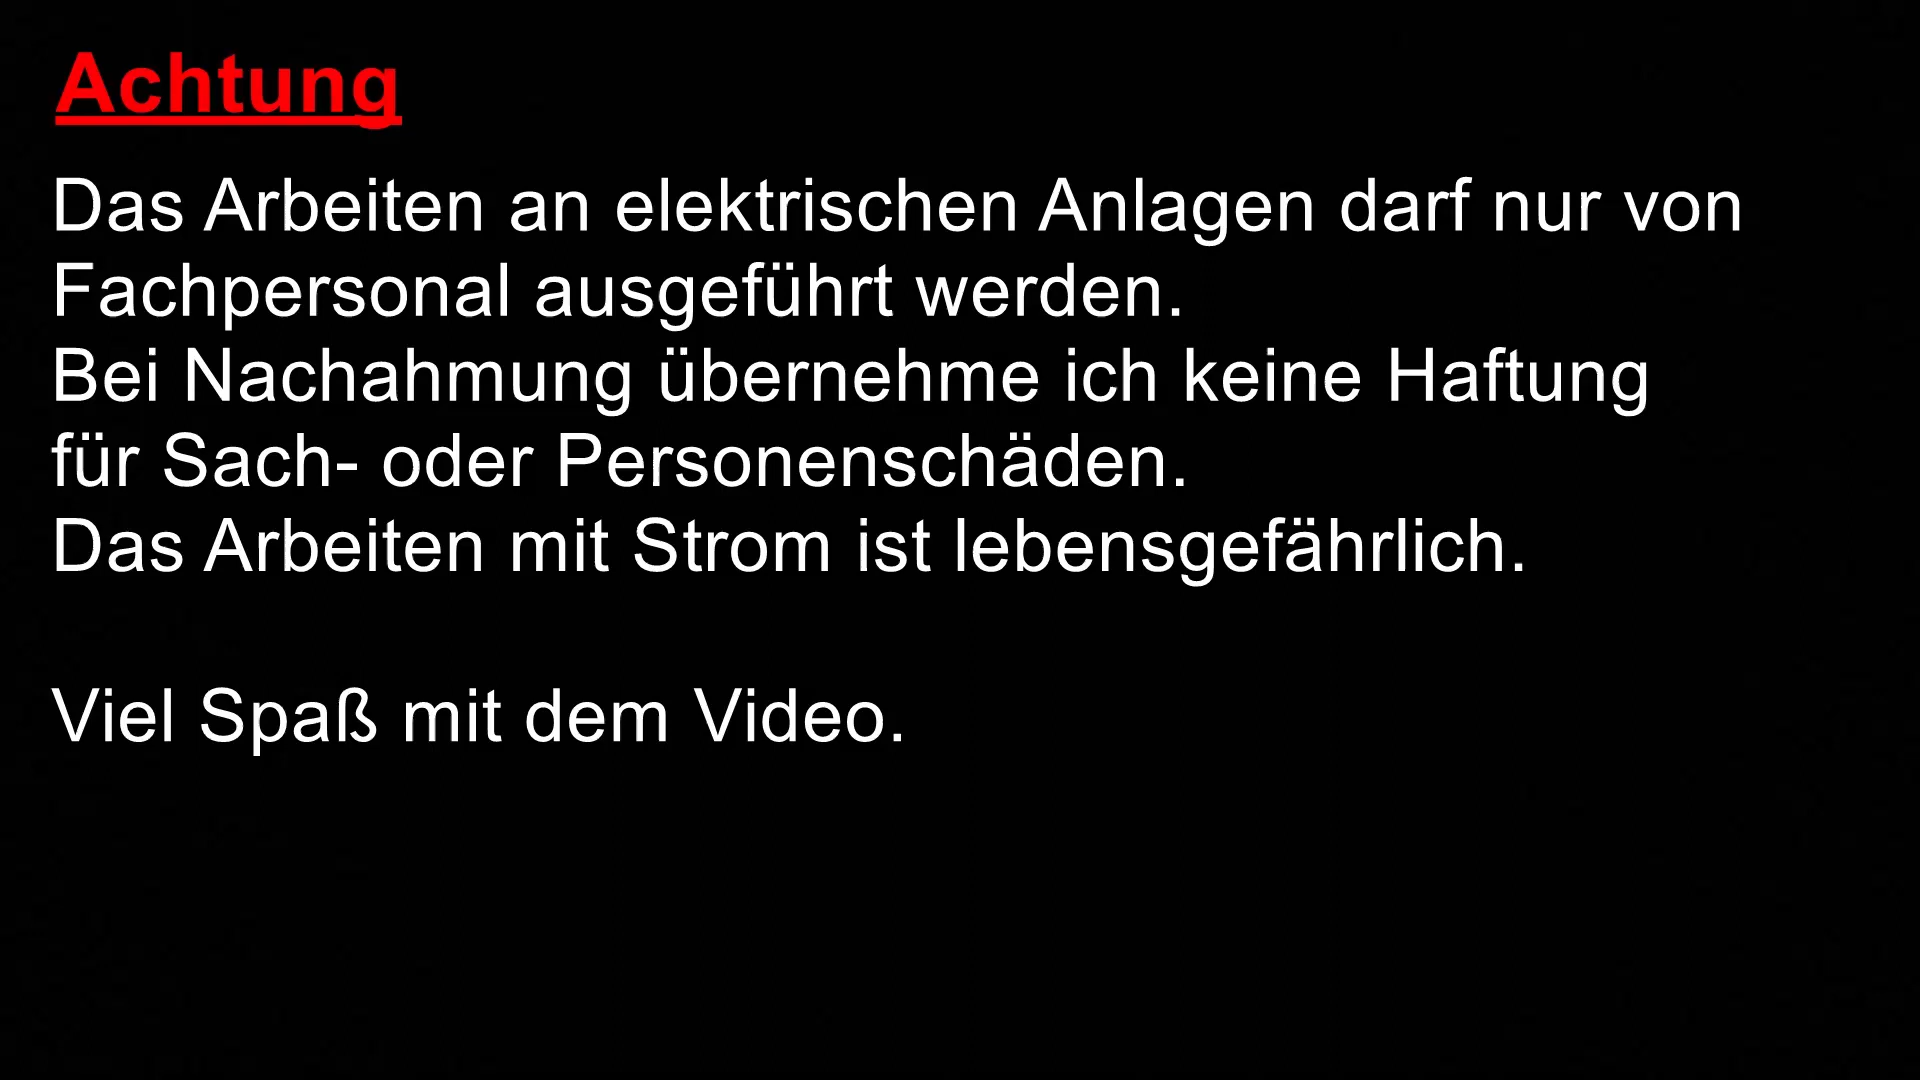 Achtung
Das Arbeiten an elektrischen Anlagen darf nur von
Fachpersonal ausgeführt werden.
Bei Nachahmung übernehme ich keine Haftung
für Sach- oder Personenschäden.
Das Arbeiten mit Strom ist lebensgefährlich.
Viel Spaß mit dem Video.